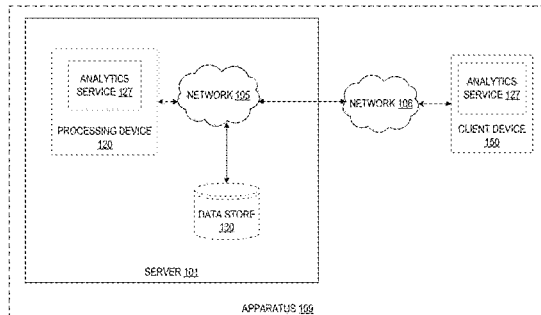 ANALYTICS
SERVICE 127
PROCESSING DEVICE
120
NETWORK 105
DATA STORE
130
SERVER 101
NETWORK 106
ANALYTICS
SERVICE 127
CLIENT DEVICE
150
APPARATUS 100